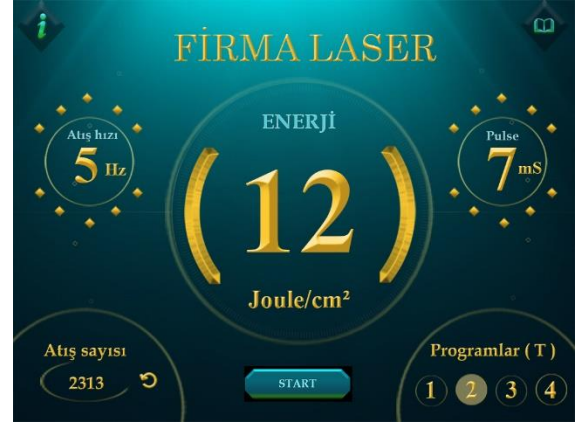 i
FİRMA LASER
Atış hızı
5 Hz
ENERJİ
12
Joule/cm²
Pulse
7 mS
Atış sayısı
2313
START
Programlar ( T )
1 2 3 4